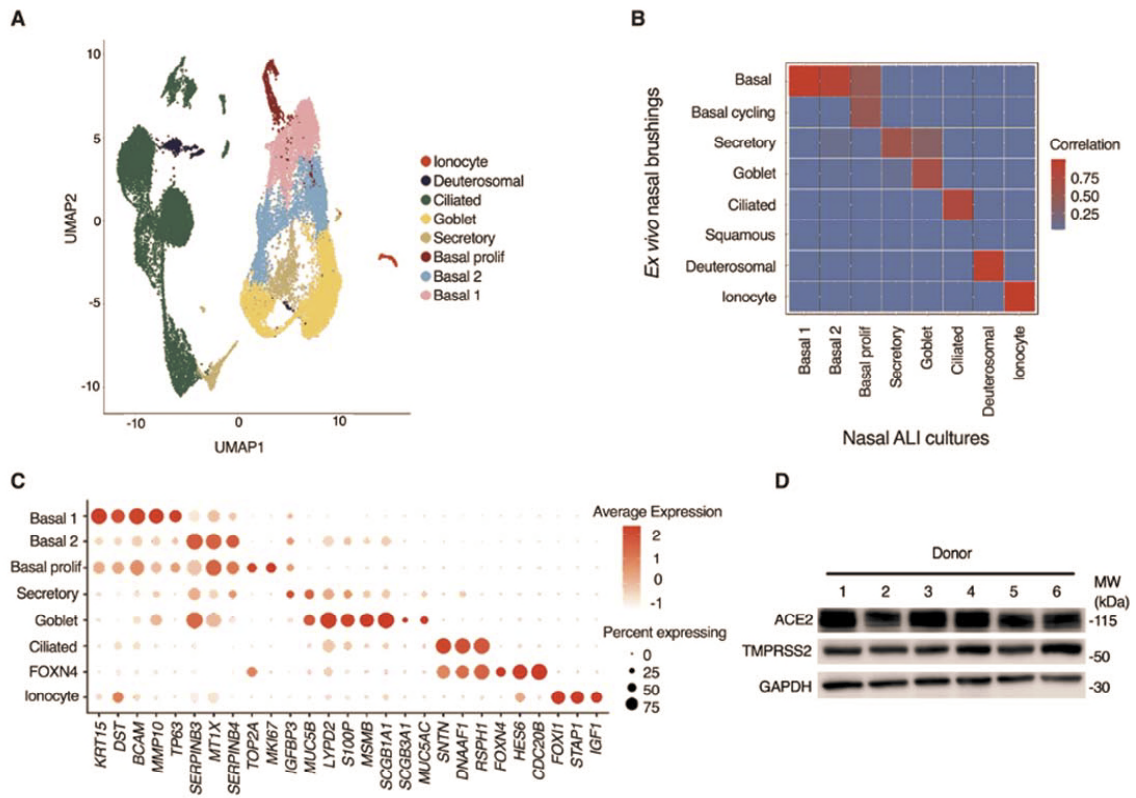 A
10
5
0
-5
-10
UMAP2
-10
0
10
UMAP1
Ionocyte
Deuterosomal
Ciliated
Goblet
Secretory
Basal prolif
Basal 2
Basal 1
B
Ex vivo nasal brushings
Basal
Basal cycling
Secretory
Goblet
Ciliated
Squamous
Deuterosomal
Ionocyte
Basal 1
Basal 2
Basal prolif
Secretory
Goblet
Ciliated
Deuterosomal
Ionocyte
Nasal ALI cultures
Correlation
0.75
0.50
0.25
C
Basal 1
Basal 2
Basal prolif
Secretory
Goblet
Ciliated
FOXN4
Ionocyte
KRT15
DST
BCAM
MMP10
TP63
SERPINB3
MT1X
SERPINB4
TOP2A
MKI67
IGFBP3
MUC5B
LYPD2
S100P
MSMB
SCGB1A1
SCGB3A1
MUC5AC
SNTN
DNAAF1
RSPH1
FOXN4
HES6
CDC20B
FOXI1
STAP1
IGF1
Average Expression
2
1
0
-1
Percent expressing
0
25
50
75
D
Donor
1 2 3 4 5 6
MW
(kDa)
ACE2 -115
TMPRSS2 -50
GAPDH -30